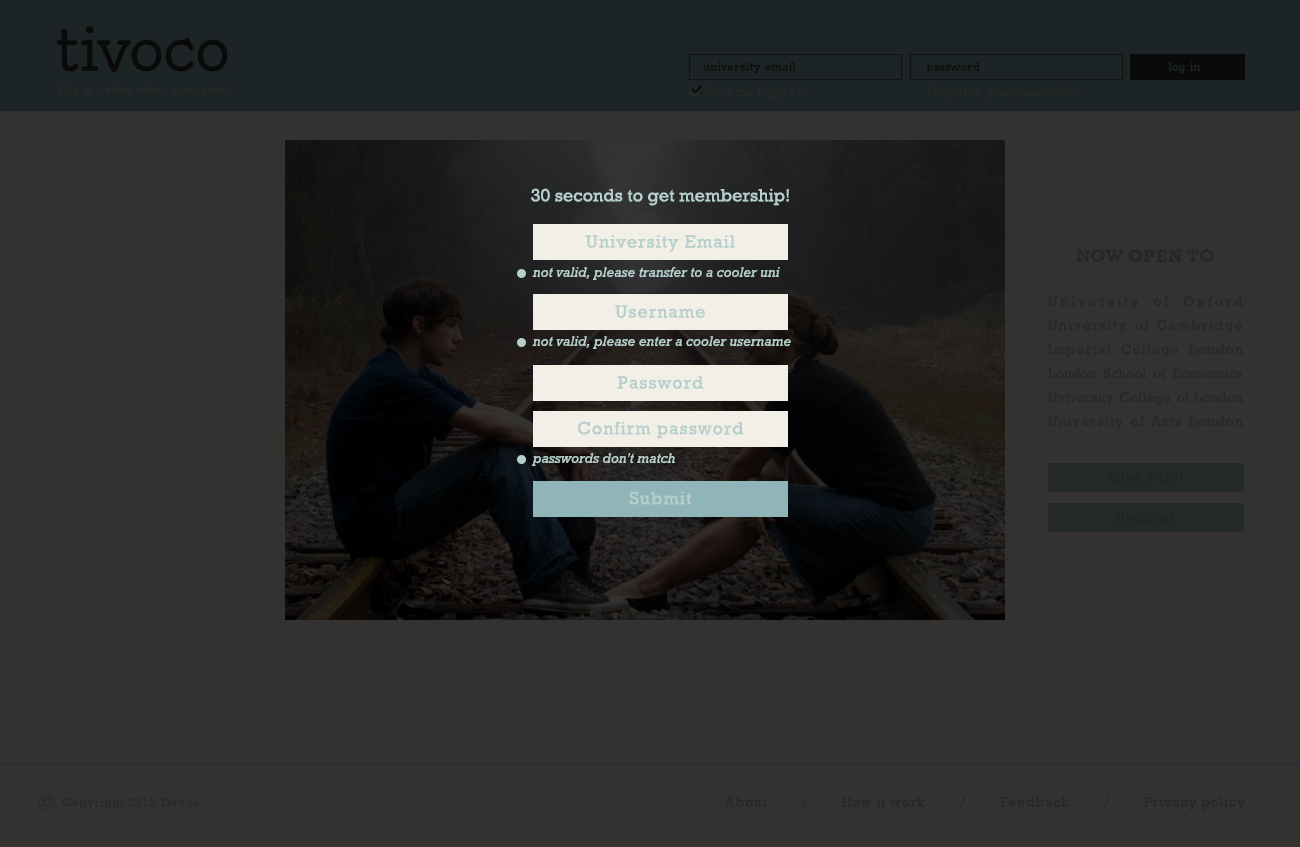 tivoco
Life is better when connected
university email
password
log in
Keep me logged in
Forgotten your password?
30 seconds to get membership!
University Email
not valid, please transfer to a cooler uni
Username
not valid, please enter a cooler username
Password
Confirm password
passwords don't match
Submit
NOW OPEN TO
University of Oxford
University of Cambridge
Imperial College London
London School of Economics
University College of London
University of Arts London
Give a try!
Register
© Copyright 2013 Tivoco
About / How it work / Feedback / Privacy policy